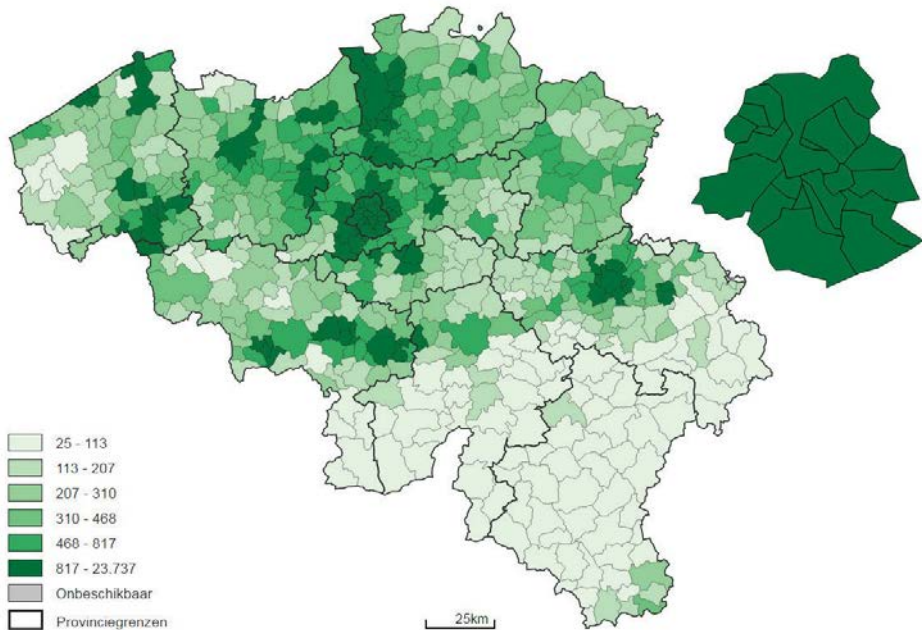 25 - 113
113 - 207
207 - 310
310 - 468
468 - 817
817 - 23.737
Onbeschikbaar
Provinciegrenzen
25km